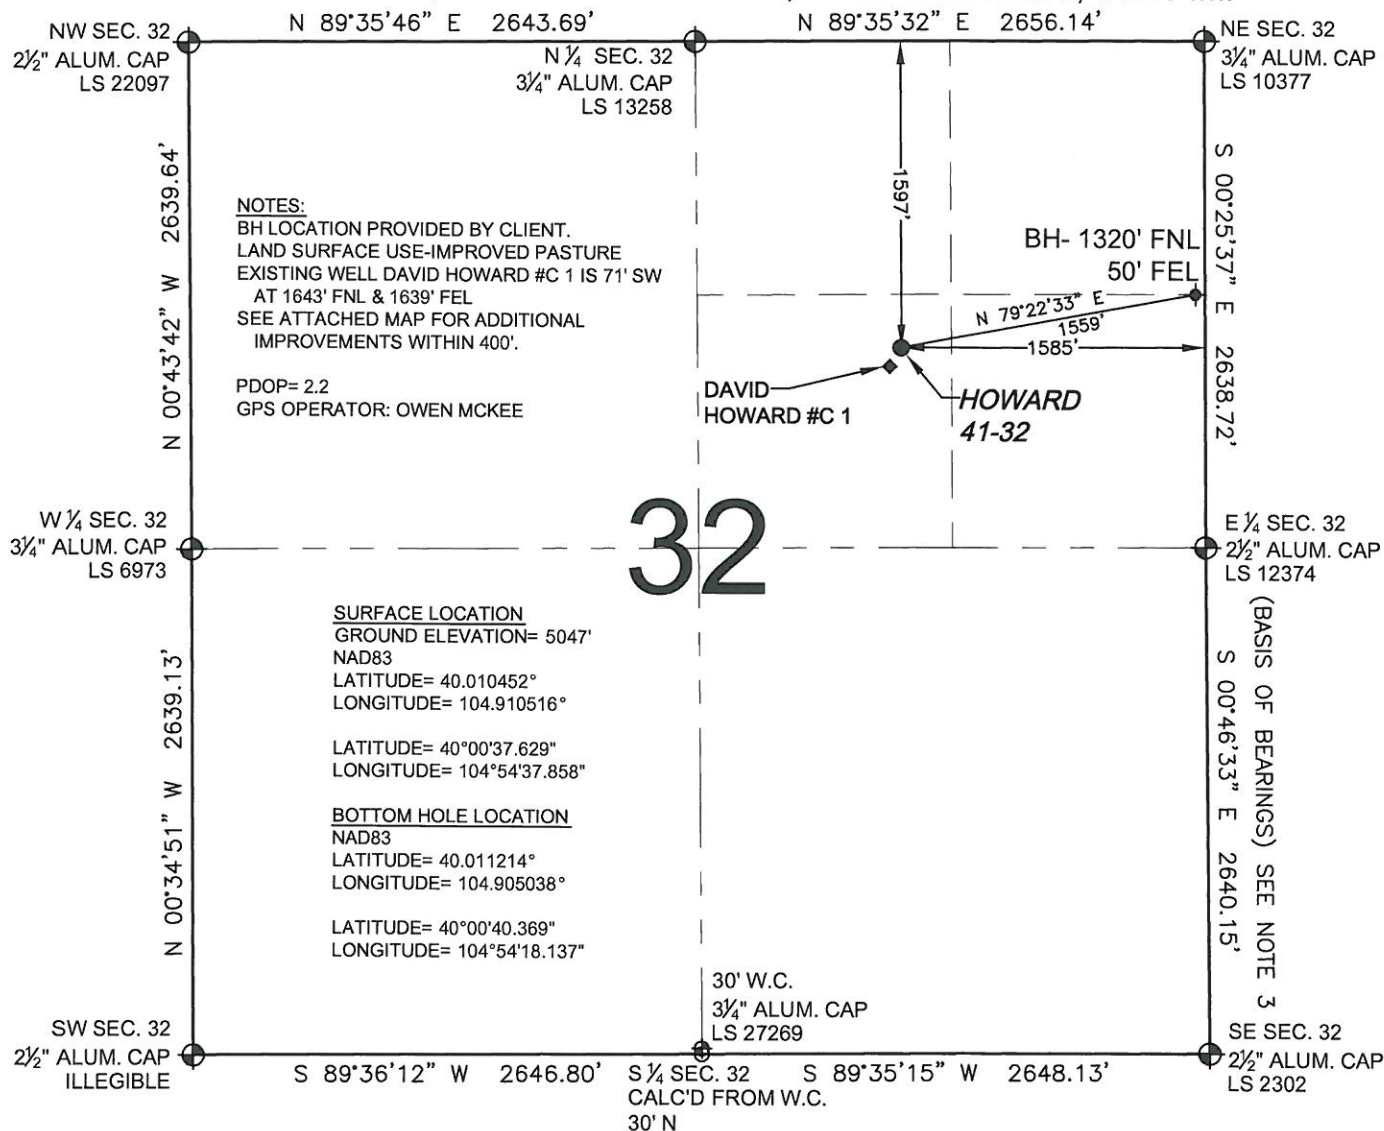 N 89°35'46" E 2643.69'
N 89°35'32" E 2656.14'
NW SEC. 32
2½" ALUM. CAP
LS 22097
N ¼ SEC. 32
3¼" ALUM. CAP
LS 13258
NE SEC. 32
3¼" ALUM. CAP
LS 10377
N 00°43'42" W 2639.64'
NOTES:
BH LOCATION PROVIDED BY CLIENT.
LAND SURFACE USE-IMPROVED PASTURE
EXISTING WELL DAVID HOWARD #C 1 IS 71' SW
AT 1643' FNL & 1639' FEL
SEE ATTACHED MAP FOR ADDITIONAL
IMPROVEMENTS WITHIN 400'.
PDOP= 2.2
GPS OPERATOR: OWEN MCKEE
1597'
BH- 1320' FNL
50' FEL
N 79°22'33" E
1559'
1585'
DAVID
HOWARD #C 1
HOWARD
41-32
S 00°25'37" E 2638.72'
W ¼ SEC. 32
3¼" ALUM. CAP
LS 6973
32
E ¼ SEC. 32
2½" ALUM. CAP
LS 12374
N 00°34'51" W 2639.13'
SURFACE LOCATION
GROUND ELEVATION= 5047'
NAD83
LATITUDE= 40.010452°
LONGITUDE= 104.910516°
LATITUDE= 40°00'37.629"
LONGITUDE= 104°54'37.858"
BOTTOM HOLE LOCATION
NAD83
LATITUDE= 40.011214°
LONGITUDE= 104.905038°
LATITUDE= 40°00'40.369"
LONGITUDE= 104°54'18.137"
S 00°46'33" E 2640.15'
(BASIS OF BEARINGS) SEE NOTE 3
30' W.C.
3¼" ALUM. CAP
LS 27269
SW SEC. 32
2½" ALUM. CAP
ILLEGIBLE
S 89°36'12" W 2646.80'
S ¼ SEC. 32
CALC'D FROM W.C.
30' N
S 89°35'15" W 2648.13'
SE SEC. 32
2½" ALUM. CAP
LS 2302